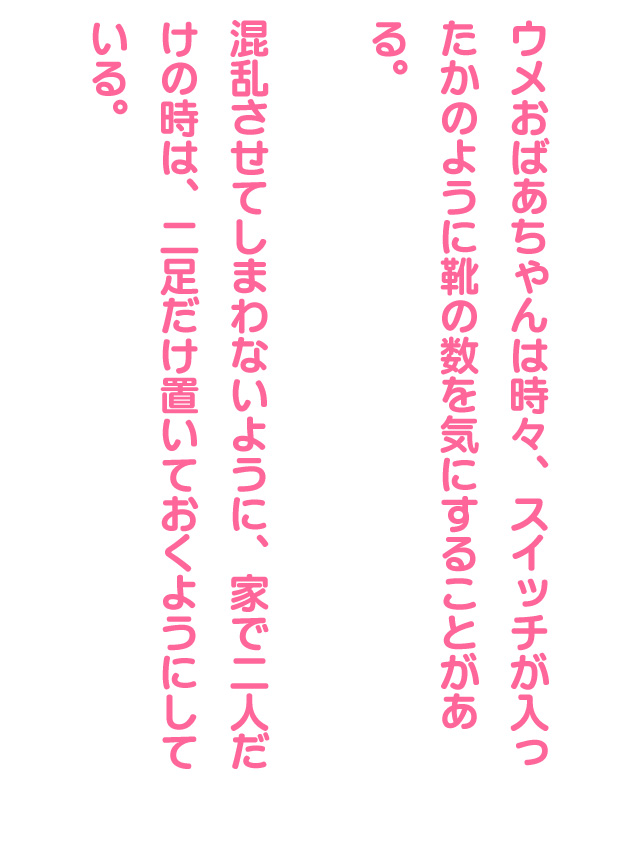 ウメおばあちゃんは時々、スイッチが入っ
たかのように靴の数を気にすることがあ
る。
混乱させてしまわないように、家で二人だ
けの時は、二足だけ置いておくようにして
いる。